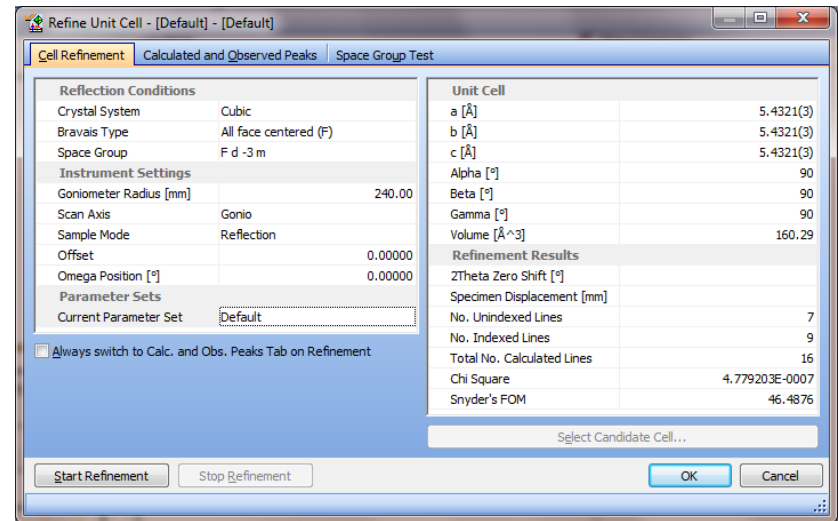 Refine Unit Cell - [Default] - [Default]
Cell Refinement Calculated and Observed Peaks Space Group Test
Reflection Conditions
Crystal System Cubic
Bravais Type All face centered (F)
Space Group F d -3 m
Instrument Settings
Goniometer Radius [mm] 240.00
Scan Axis Gonio
Sample Mode Reflection
Offset 0.00000
Omega Position [º] 0.00000
Parameter Sets
Current Parameter Set Default
Always switch to Calc. and Obs. Peaks Tab on Refinement
Unit Cell
a [Å] 5.4321(3)
b [Å] 5.4321(3)
c [Å] 5.4321(3)
Alpha [º] 90
Beta [º] 90
Gamma [º] 90
Volume [Å^3] 160.29
Refinement Results
2Theta Zero Shift [º]
Specimen Displacement [mm]
No. Unindexed Lines 7
No. Indexed Lines 9
Total No. Calculated Lines 16
Chi Square 4.779203E-0007
Snyder's FOM 46.4876
Select Candidate Cell...
Start Refinement Stop Refinement OK Cancel